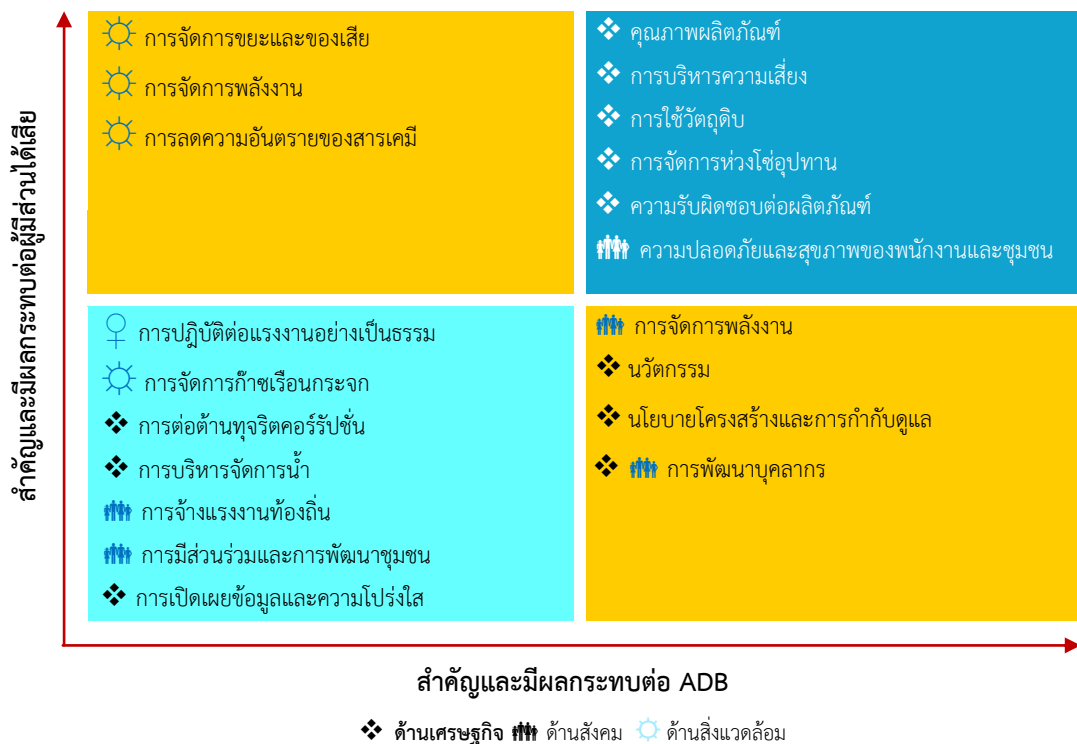 สำคัญและมีผลกระทบต่อผู้มีส่วนได้เสีย
การจัดการขยะและของเสีย
การจัดการพลังงาน
การลดความอันตรายของสารเคมี
คุณภาพผลิตภัณฑ์
การบริหารความเสี่ยง
การใช้วัตถุดิบ
การจัดการห่วงโซ่อุปทาน
ความรับผิดชอบต่อผลิตภัณฑ์
ความปลอดภัยและสุขภาพของพนักงานและชุมชน
การปฏิบัติต่อแรงงานอย่างเป็นธรรม
การจัดการก๊าซเรือนกระจก
การต่อต้านทุจริตคอร์รัปชั่น
การบริหารจัดการน้ำ
การจ้างแรงงานท้องถิ่น
การมีส่วนร่วมและการพัฒนาชุมชน
การเปิดเผยข้อมูลและความโปร่งใส
การจัดการพลังงาน
นวัตกรรม
นโยบายโครงสร้างและการกำกับดูแล
การพัฒนาบุคลากร
สำคัญและมีผลกระทบต่อ ADB
ด้านเศรษฐกิจ ด้านสังคม ด้านสิ่งแวดล้อม